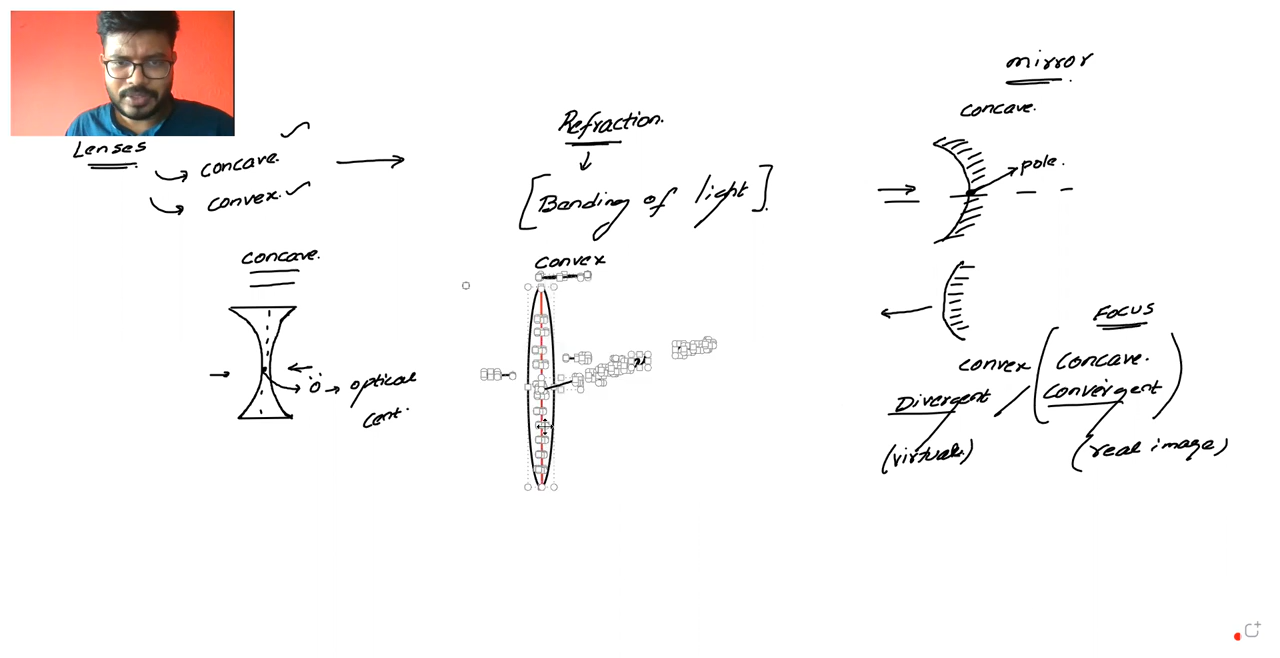 Lenses
concave.
convex.
Refraction.
[Bending of light].
concave.
Ö → optical
cent.
convex
mirror
concave.
pole.
Focus
convex
Concave.
Divergent
Convergent
(virtual)
(real image)